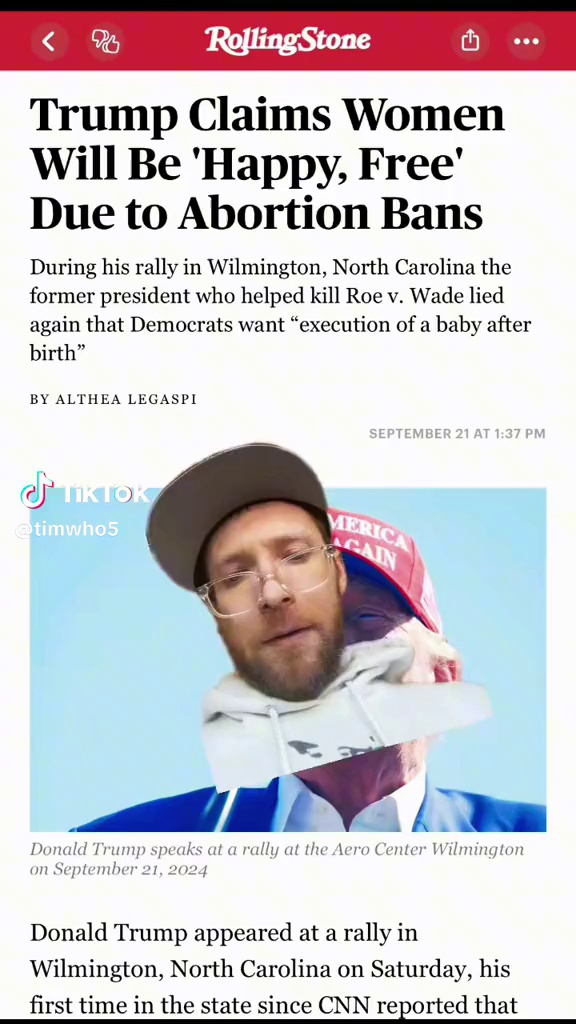 RollingStone
Trump Claims Women
Will Be 'Happy, Free'
Due to Abortion Bans
During his rally in Wilmington, North Carolina the
former president who helped kill Roe v. Wade lied
again that Democrats want “execution of a baby after
birth”
BY ALTHEA LEGASPI
SEPTEMBER 21 AT 1:37 PM
TikTok
@timwho5
MERICA
AGAIN
Donald Trump speaks at a rally at the Aero Center Wilmington
on September 21, 2024
Donald Trump appeared at a rally in
Wilmington, North Carolina on Saturday, his
first time in the state since CNN reported that